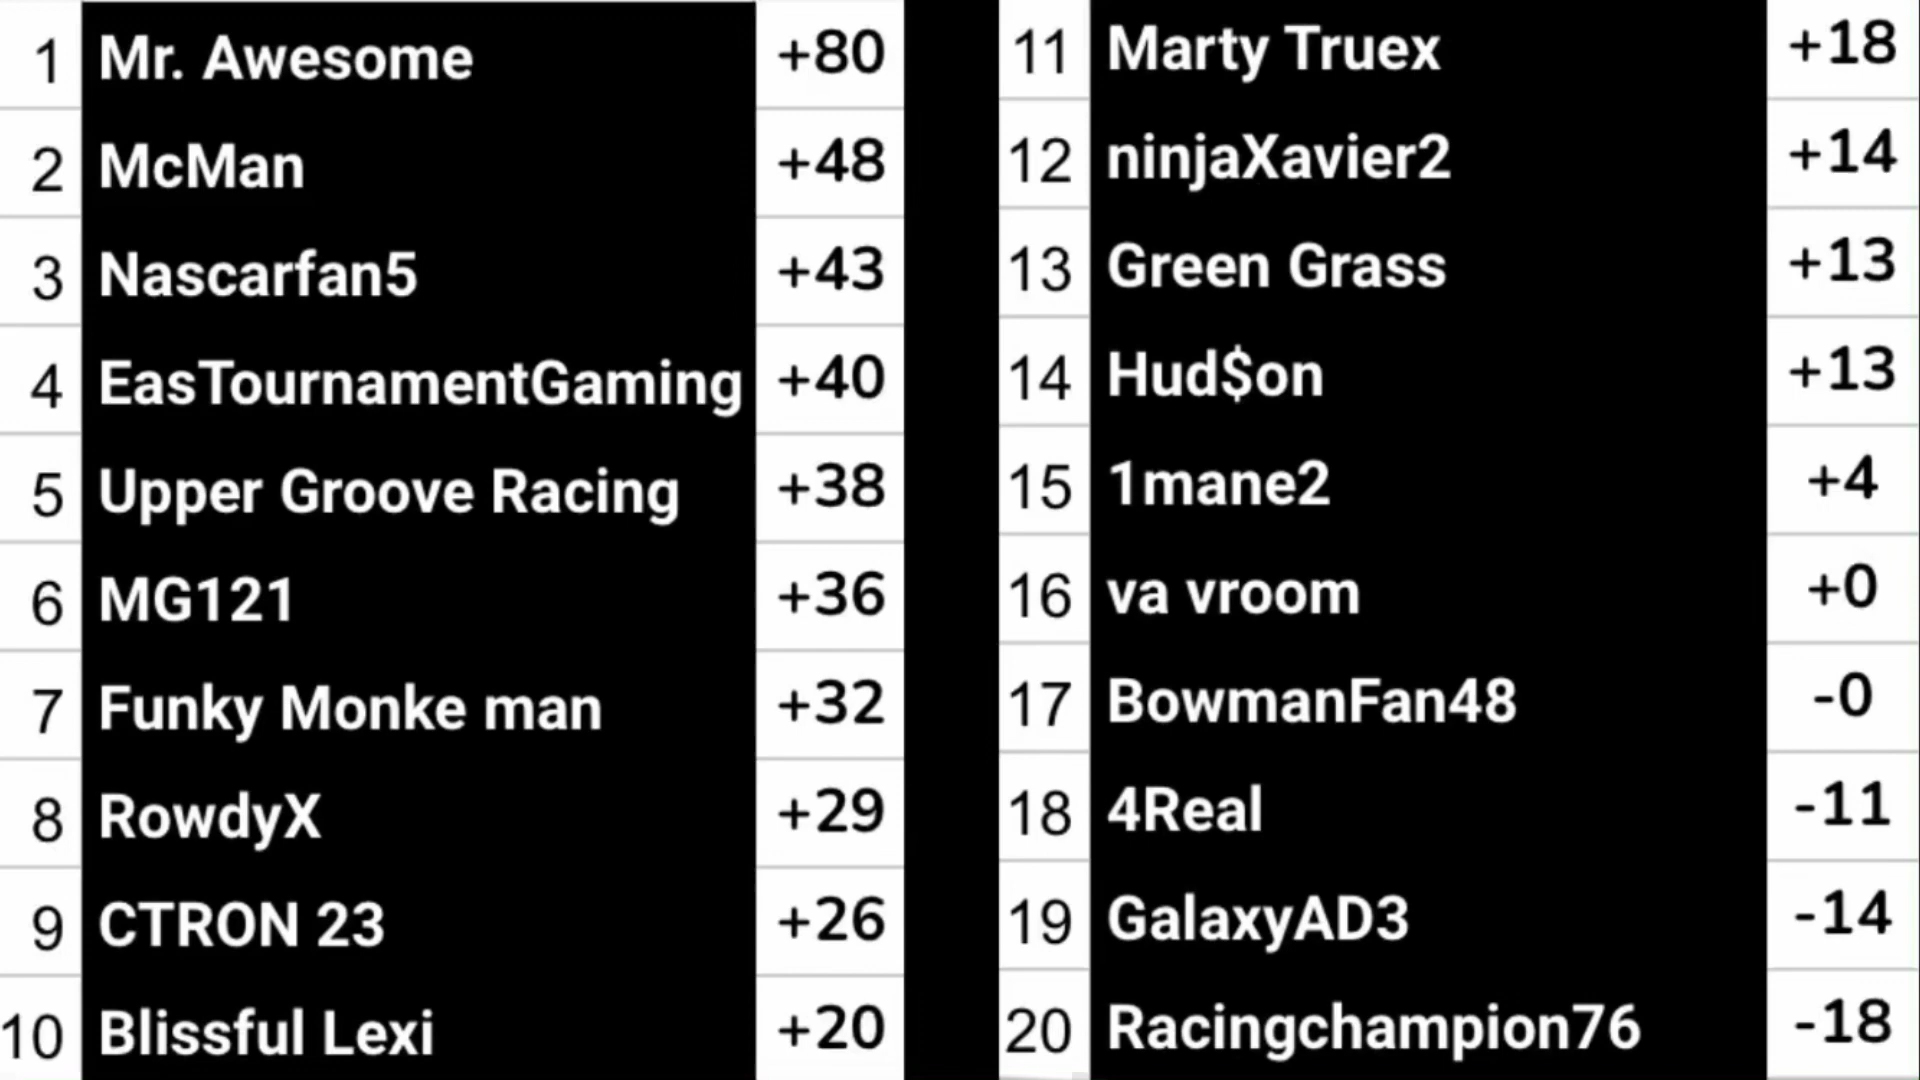 1 Mr. Awesome +80
2 McMan +48
3 Nascarfan5 +43
4 EasTournamentGaming +40
5 Upper Groove Racing +38
6 MG121 +36
7 Funky Monke man +32
8 RowdyX +29
9 CTRON 23 +26
10 Blissful Lexi +20
11 Marty Truex +18
12 ninjaXavier2 +14
13 Green Grass +13
14 Hud$on +13
15 1mane2 +4
16 va vroom +0
17 BowmanFan48 -0
18 4Real -11
19 GalaxyAD3 -14
20 Racingchampion76 -18